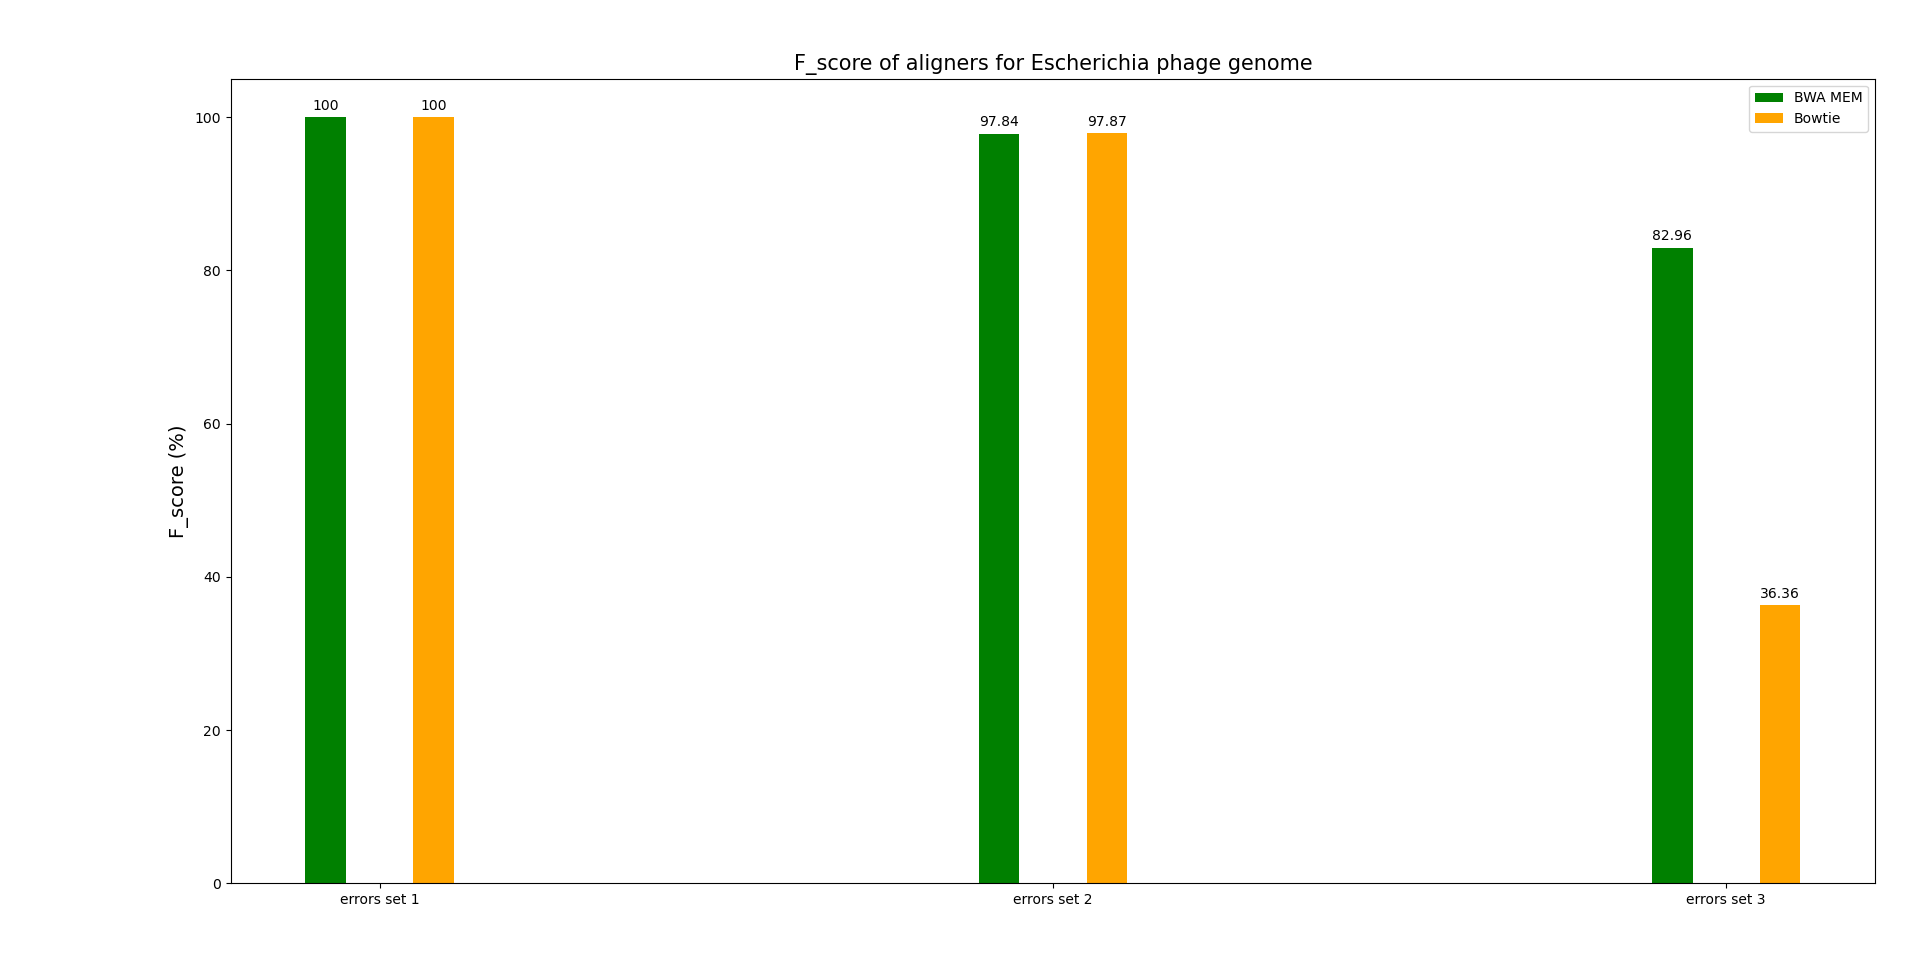 F_score of aligners for Escherichia phage genome
BWA MEM
Bowtie
100
100
97.84
97.87
82.96
36.36
F_score (%)
100
80
60
40
20
0
errors set 1
errors set 2
errors set 3